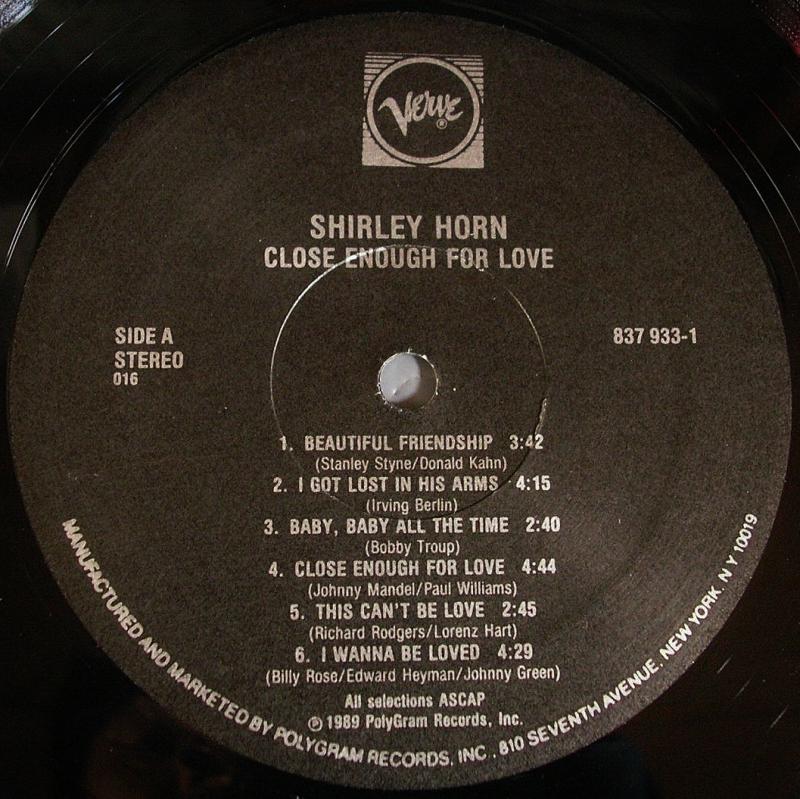 Verve®
SHIRLEY HORN
CLOSE ENOUGH FOR LOVE
SIDE A
STEREO
016
837 933-1
1. BEAUTIFUL FRIENDSHIP 3:42
(Stanley Styne/Donald Kahn)
2. I GOT LOST IN HIS ARMS 4:15
(Irving Berlin)
3. BABY, BABY ALL THE TIME 2:40
(Bobby Troup)
4. CLOSE ENOUGH FOR LOVE 4:44
(Johnny Mandel/Paul Williams)
5. THIS CAN'T BE LOVE 2:45
(Richard Rodgers/Lorenz Hart)
6. I WANNA BE LOVED 4:29
(Billy Rose/Edward Heyman/Johnny Green)
All selections ASCAP
℗ 1989 PolyGram Records, Inc.
MANUFACTURED AND MARKETED BY POLYGRAM RECORDS, INC., 810 SEVENTH AVENUE, NEW YORK, N Y 10019